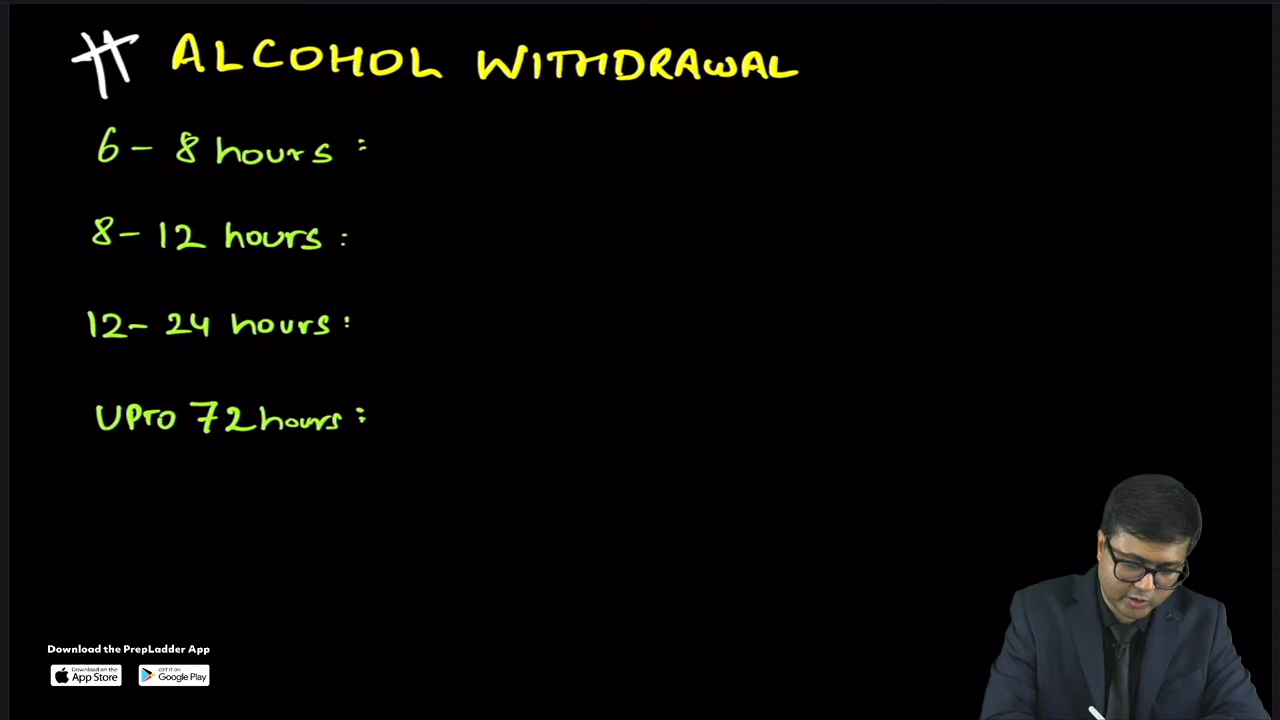 # ALCOHOL WITHDRAWAL
6 - 8 hours :
8 - 12 hours :
12 - 24 hours :
UPTO 72 hours :
Download the PrepLadder App
Download on the App Store
GET IT ON Google Play